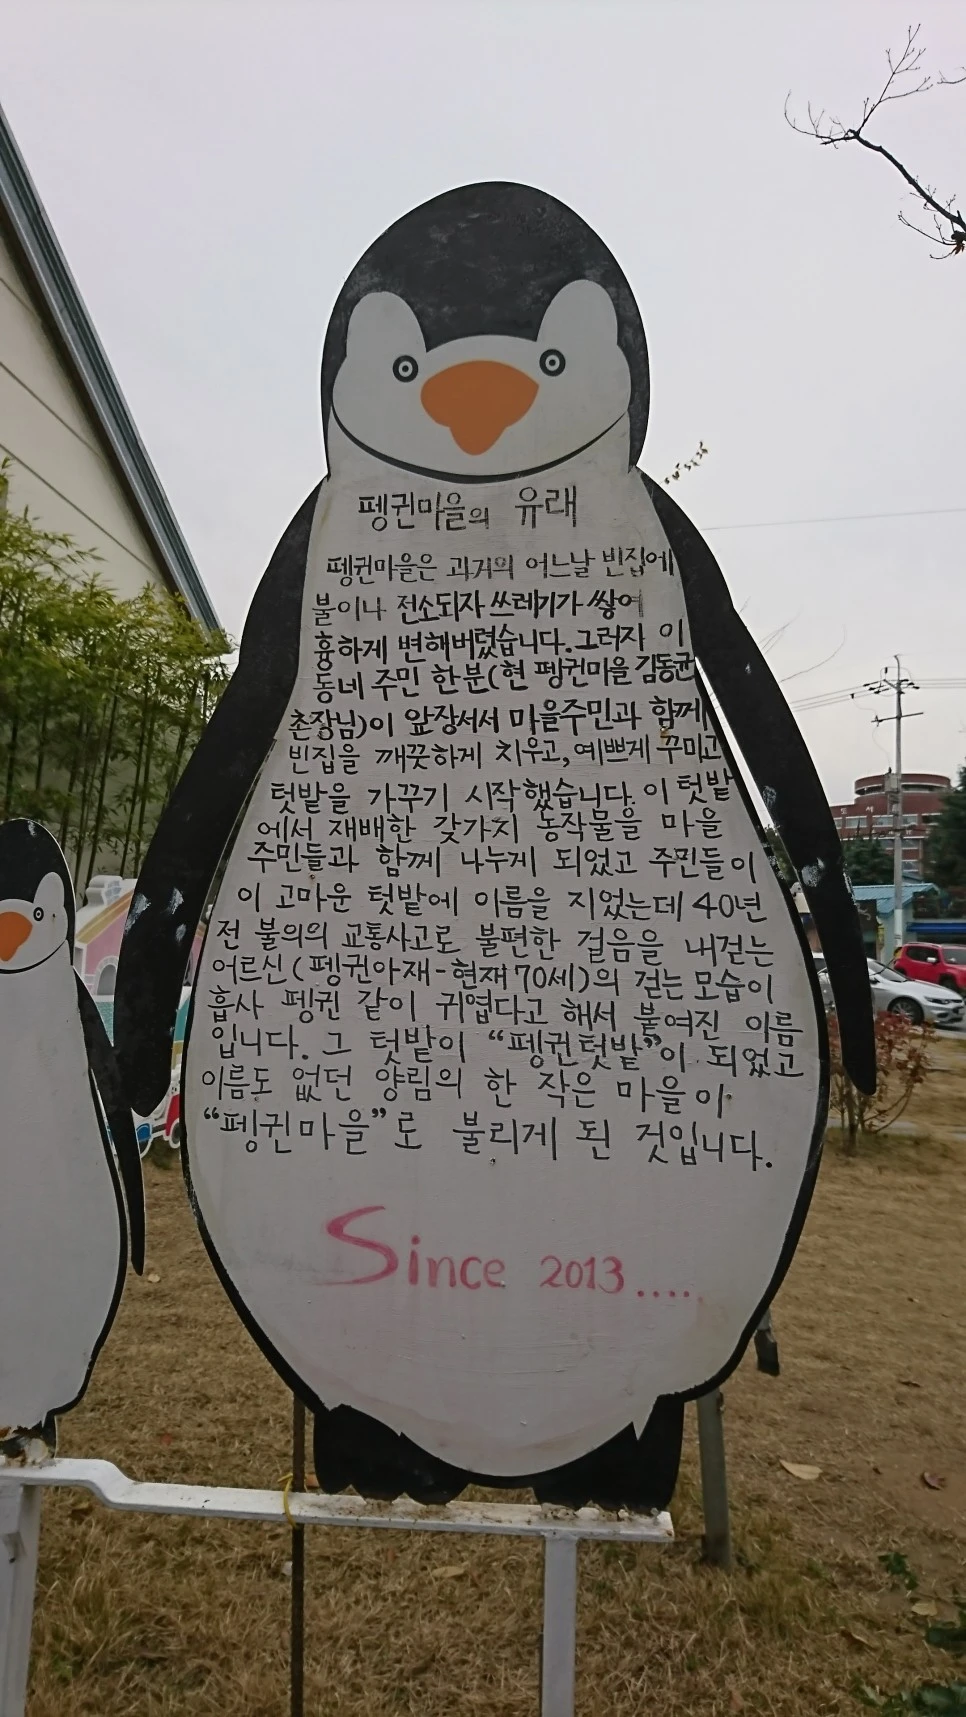 펭귄마을의 유래
펭귄마을은 과거의 어느날 빈집에
불이나 전소되자 쓰레기가 쌓여
흉하게 변해버렸습니다. 그러자 이
동네 주민 한분(현 펭귄마을 김동균
촌장님)이 앞장서서 마을주민과 함께
빈집을 깨끗하게 치우고, 예쁘게 꾸미고
텃밭을 가꾸기 시작했습니다. 이 텃밭
에서 재배한 갖가지 농작물을 마을
주민들과 함께 나누게 되었고 주민들이
이 고마운 텃밭에 이름을 지었는데 40년
전 불의의 교통사고로 불편한 걸음을 내걷는
어르신(펭귄아재-현재 70세)의 걷는 모습이
흡사 펭귄 같이 귀엽다고 해서 붙여진 이름
입니다. 그 텃밭이 “펭귄텃밭”이 되었고
이름도 없던 양림의 한 작은 마을이
“펭귄마을”로 불리게 된 것입니다.
Since 2013.....